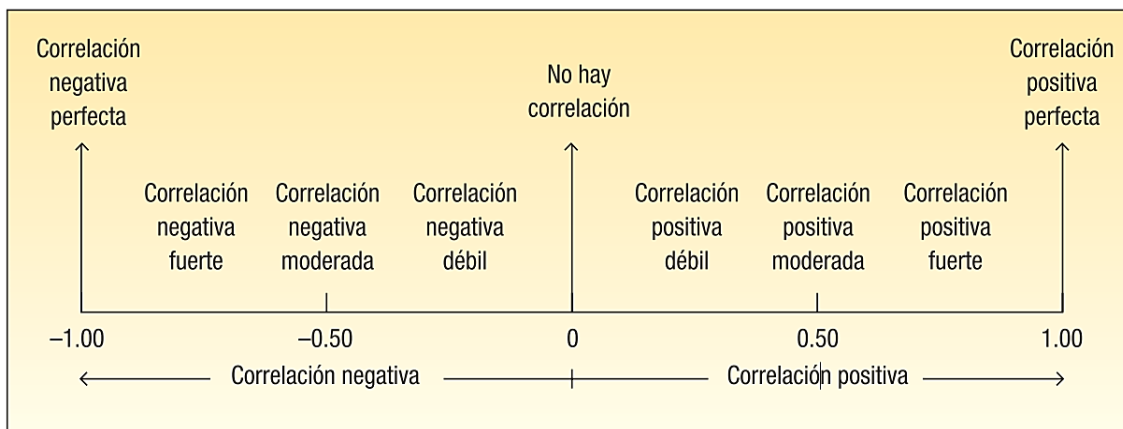 Correlación
negativa
perfecta
No hay
correlación
Correlación
positiva
perfecta
Correlación
negativa
fuerte
Correlación
negativa
moderada
Correlación
negativa
débil
Correlación
positiva
débil
Correlación
positiva
moderada
Correlación
positiva
fuerte
–1.00 –0.50 0 0.50 1.00
Correlación negativa Correlación positiva